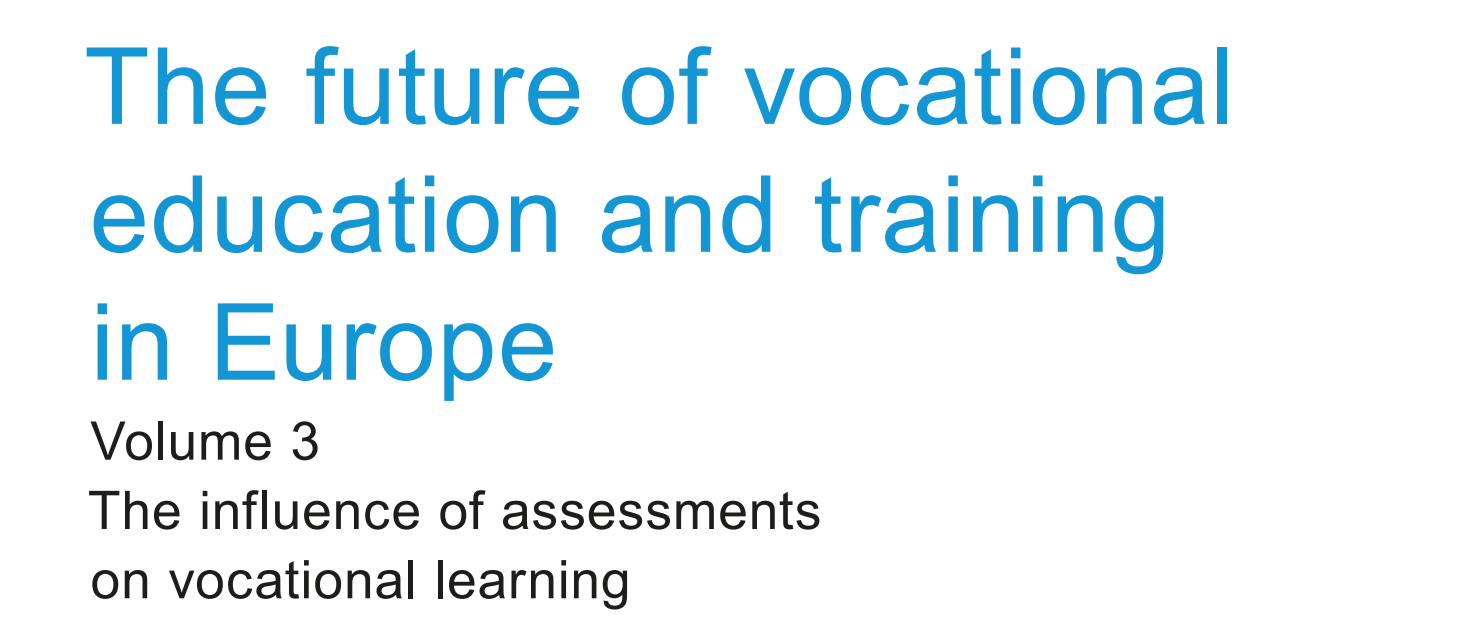 The future of vocational
education and training
in Europe
Volume 3
The influence of assessments
on vocational learning